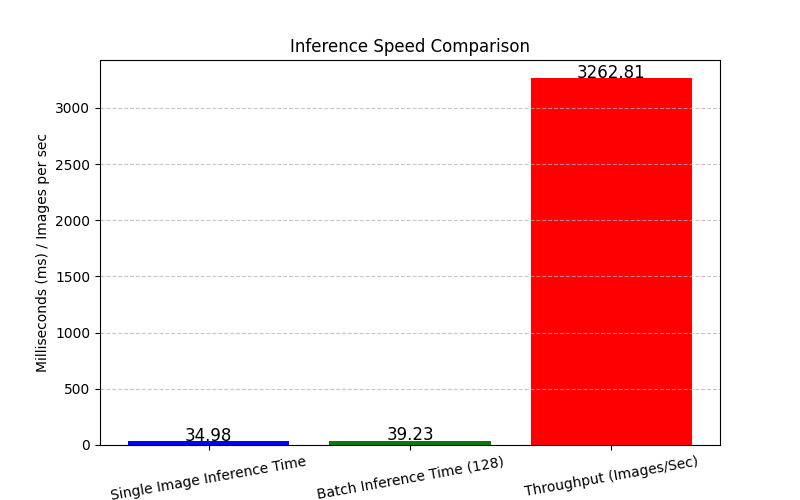 Inference Speed Comparison
Milliseconds (ms) / Images per sec
3000
2500
2000
1500
1000
500
0
34.98
39.23
3262.81
Single Image Inference Time
Batch Inference Time (128)
Throughput (Images/Sec)